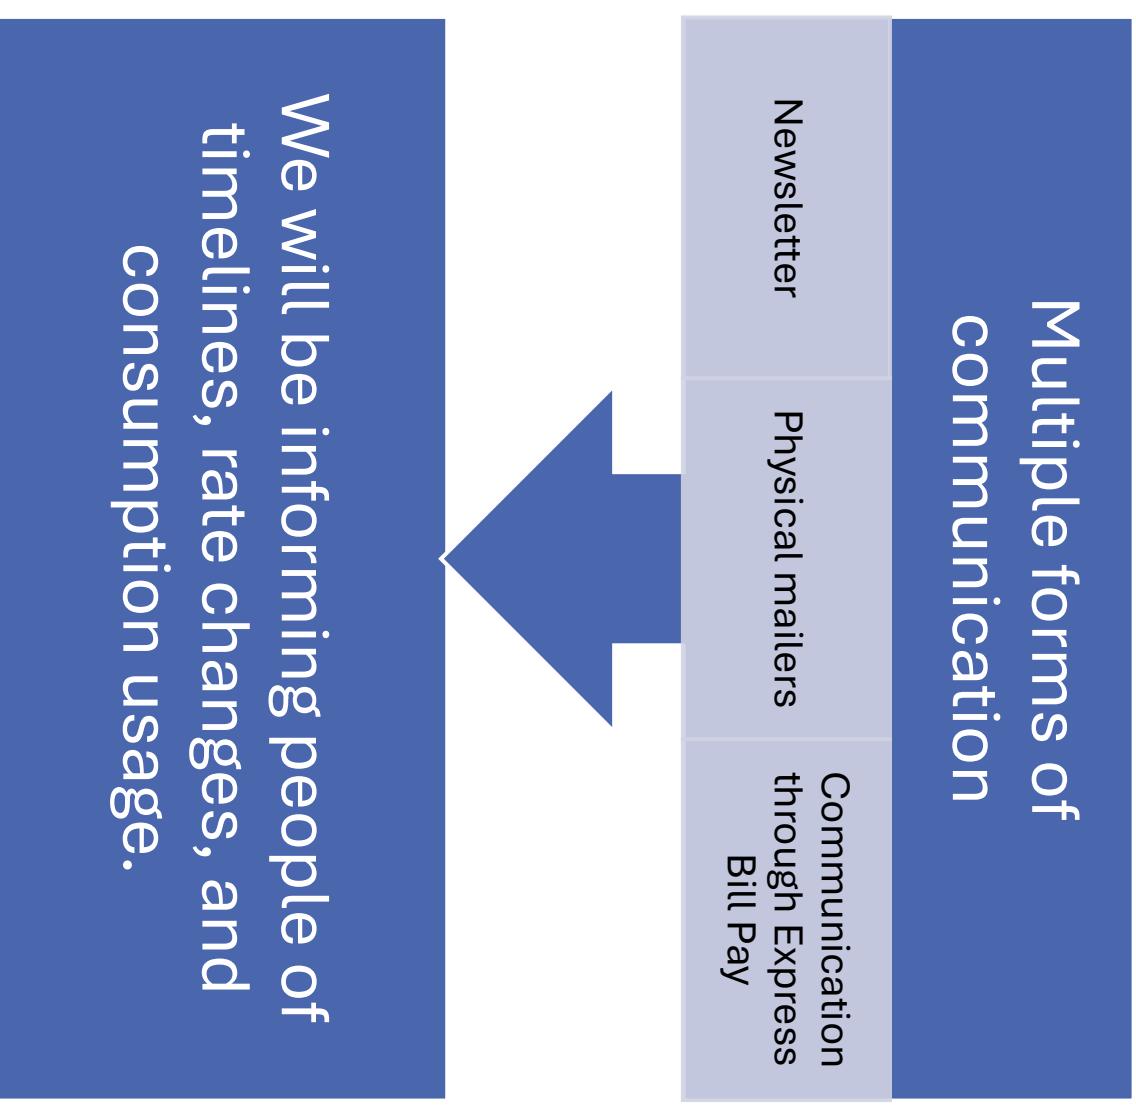 Multiple forms of
communication
Newsletter
Physical mailers
Communication
through Express
Bill Pay
We will be informing people of
timelines, rate changes, and
consumption usage.